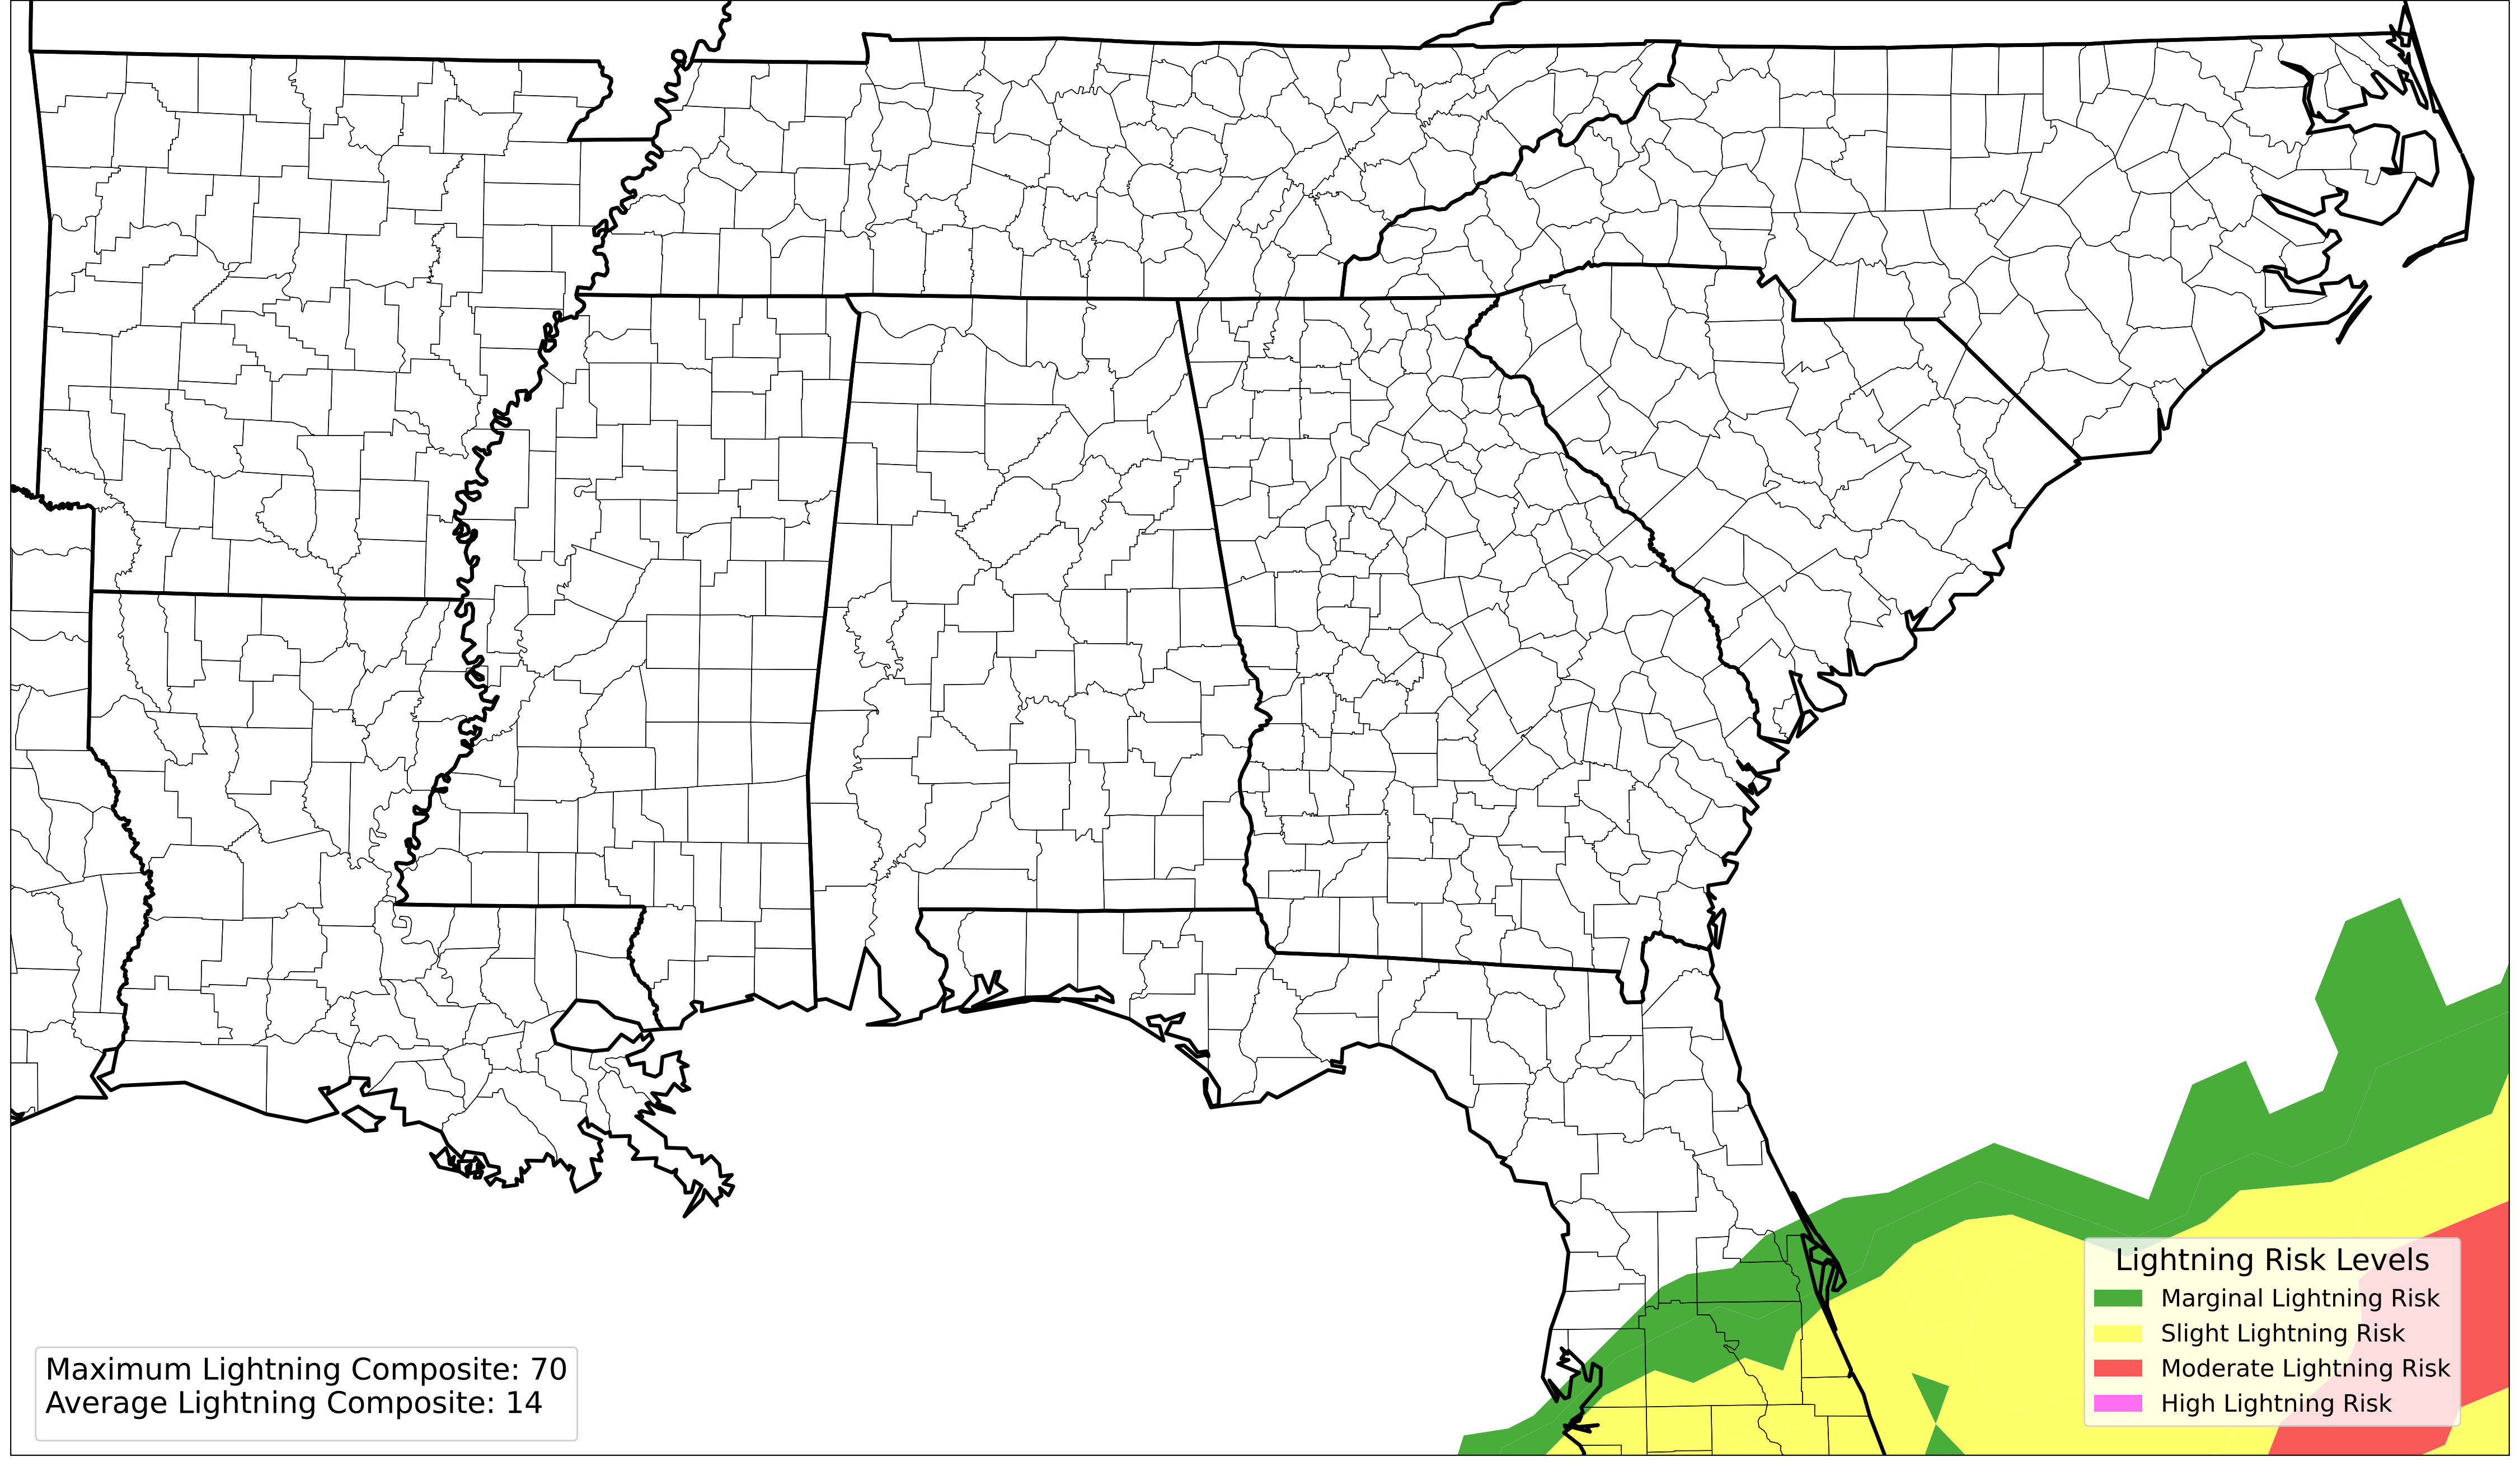 Maximum Lightning Composite: 70
Average Lightning Composite: 14
Lightning Risk Levels
Marginal Lightning Risk
Slight Lightning Risk
Moderate Lightning Risk
High Lightning Risk